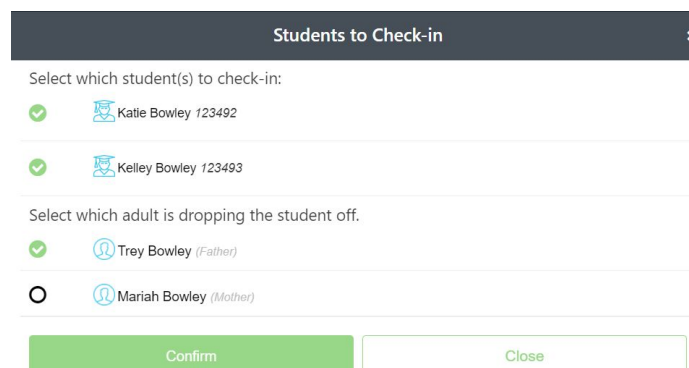 Students to Check-in
Select which student(s) to check-in:
Katie Bowley 123492
Kelley Bowley 123493
Select which adult is dropping the student off.
Trey Bowley (Father)
Mariah Bowley (Mother)
Confirm Close